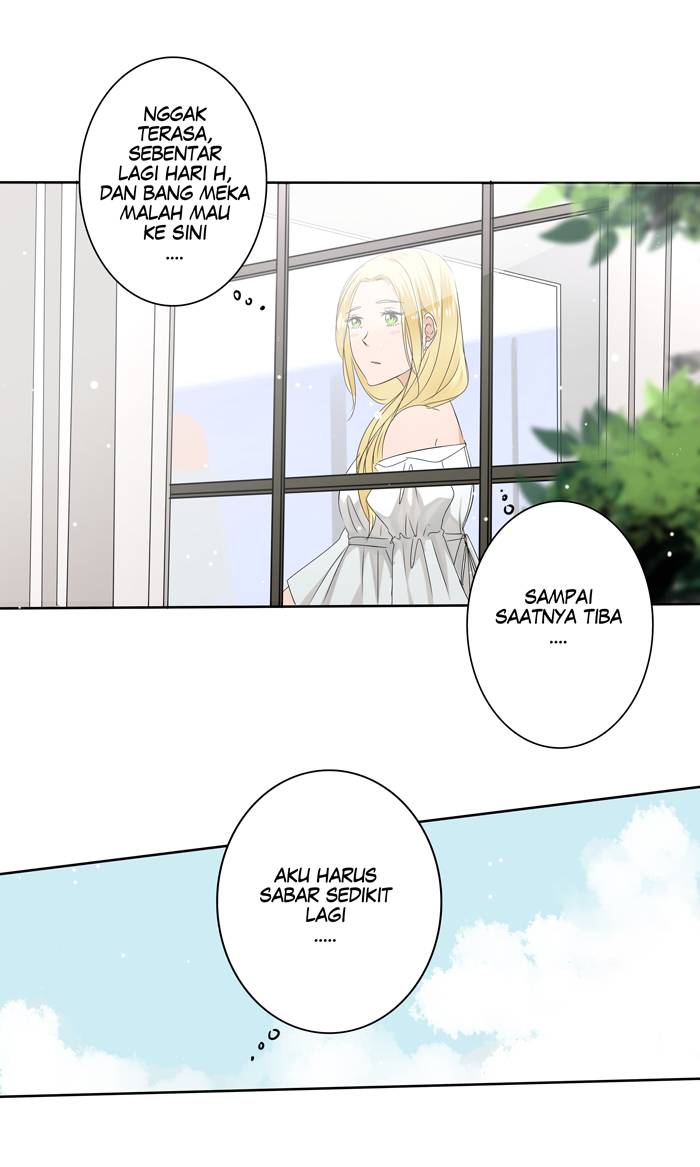 NGGAK
TERASA,
SEBENTAR
LAGI HARI H,
DAN BANG MEKA
MALAH MAU
KE SINI
....
SAMPAI
SAATNYA TIBA
....
AKU HARUS
SABAR SEDIKIT
LAGI
.....